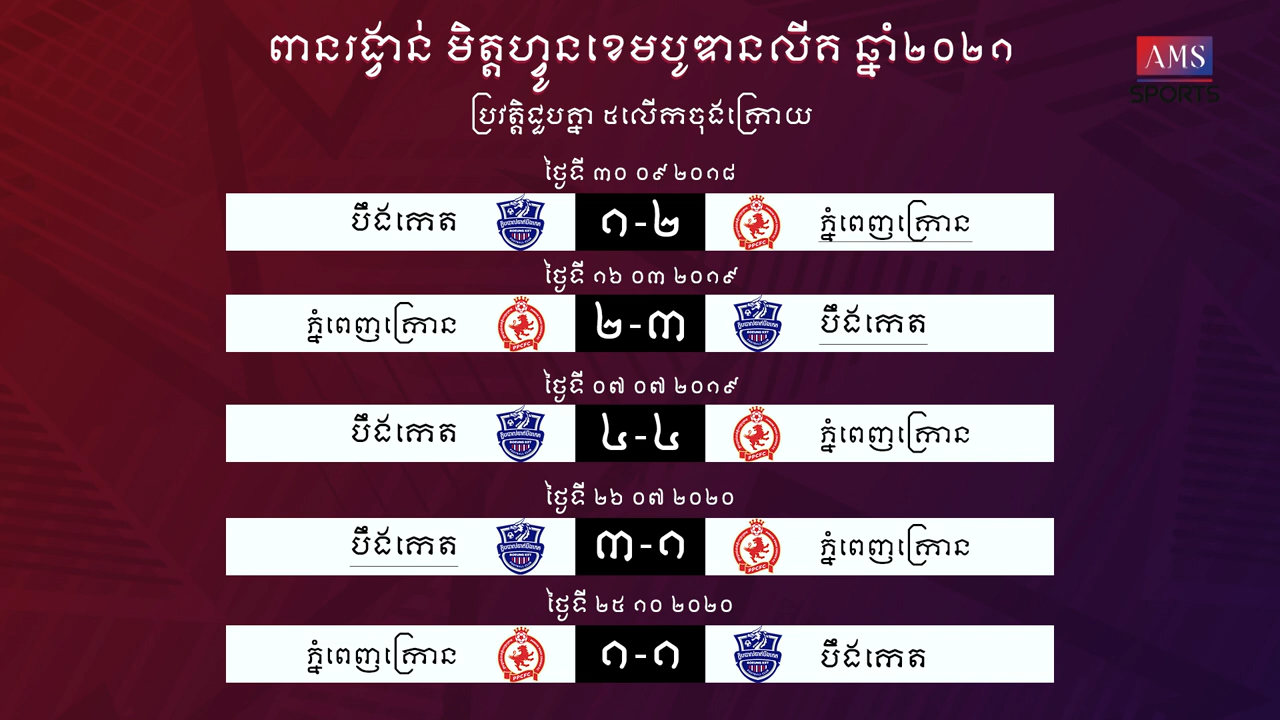 ពានរង្វាន់ មិត្តហ្វូនខេមបូឌានលីគ ឆ្នាំ២០២១
AMS
SPORTS
ប្រវត្តិជួបគ្នា ៥លើកចុងក្រោយ
ថ្ងៃទី ៣០ ០៩ ២០១៨
បឹងកេត ១-២ ភ្នំពេញក្រោន
ថ្ងៃទី ១៦ ០៣ ២០១៩
ភ្នំពេញក្រោន ២-៣ បឹងកេត
ថ្ងៃទី ០៧ ០៧ ២០១៩
បឹងកេត ៤-៤ ភ្នំពេញក្រោន
ថ្ងៃទី ២៦ ០៧ ២០២០
បឹងកេត ៣-១ ភ្នំពេញក្រោន
ថ្ងៃទី ២៥ ១០ ២០២០
ភ្នំពេញក្រោន ១-១ បឹងកេត